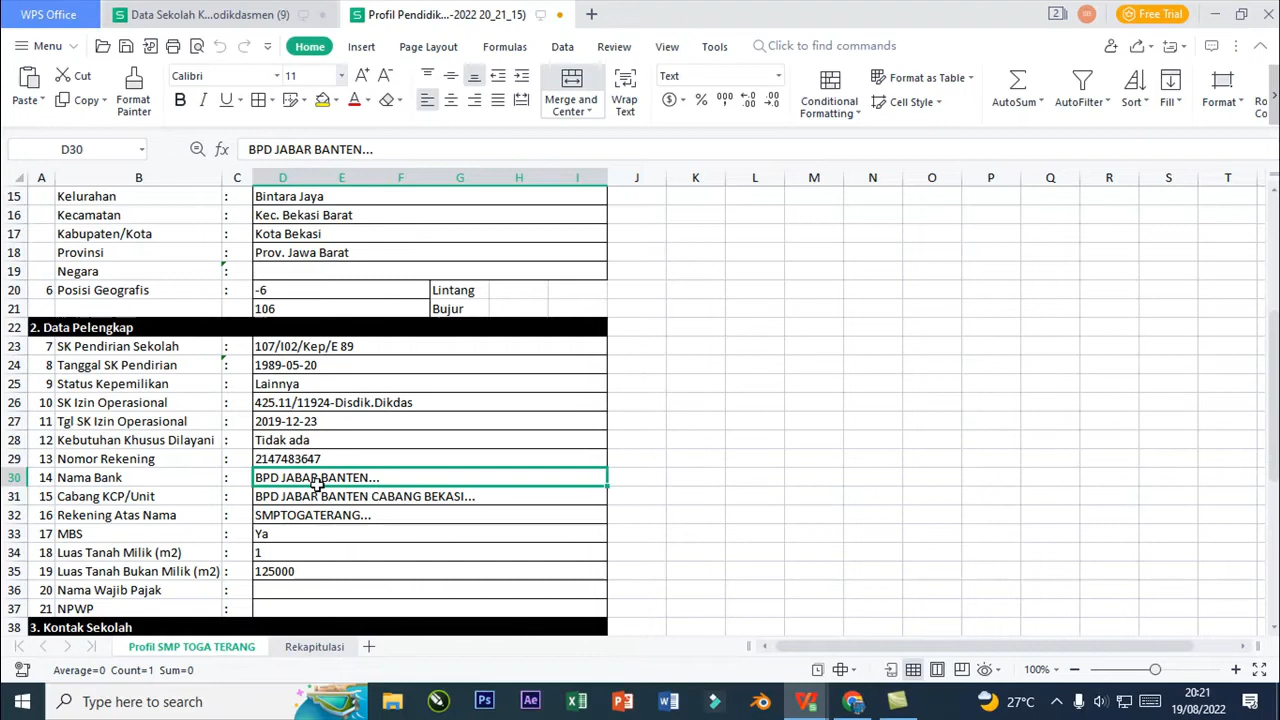 WPS Office
Data Sekolah K...odikdasmen (9)
Profil Pendidik...-2022 20_21_15)
2
SB
Free Trial
Menu
Home
Insert
Page Layout
Formulas
Data
Review
View
Tools
Click to find commands
Paste
Cut
Copy
Format Painter
Calibri
11
B I U
Merge and Center
Wrap Text
Text
Conditional Formatting
Format as Table
Cell Style
AutoSum
AutoFilter
Sort
Fill
Format
D30
fx
BPD JABAR BANTEN...
A B C D E F G H I J K L M N O P Q R S T
15 Kelurahan : Bintara Jaya
16 Kecamatan : Kec. Bekasi Barat
17 Kabupaten/Kota : Kota Bekasi
18 Provinsi : Prov. Jawa Barat
19 Negara :
20 6 Posisi Geografis : -6 Lintang
21 106 Bujur
22 2. Data Pelengkap
23 7 SK Pendirian Sekolah : 107/I02/Kep/E 89
24 8 Tanggal SK Pendirian : 1989-05-20
25 9 Status Kepemilikan : Lainnya
26 10 SK Izin Operasional : 425.11/11924-Disdik.Dikdas
27 11 Tgl SK Izin Operasional : 2019-12-23
28 12 Kebutuhan Khusus Dilayani : Tidak ada
29 13 Nomor Rekening : 2147483647
30 14 Nama Bank : BPD JABAR BANTEN...
31 15 Cabang KCP/Unit : BPD JABAR BANTEN CABANG BEKASI...
32 16 Rekening Atas Nama : SMPTOGATERANG...
33 17 MBS : Ya
34 18 Luas Tanah Milik (m2) : 1
35 19 Luas Tanah Bukan Milik (m2) : 125000
36 20 Nama Wajib Pajak :
37 21 NPWP :
38 3. Kontak Sekolah
Profil SMP TOGA TERANG
Rekapitulasi
Average=0 Count=1 Sum=0
100%
Type here to search
27°C
20:21
19/08/2022